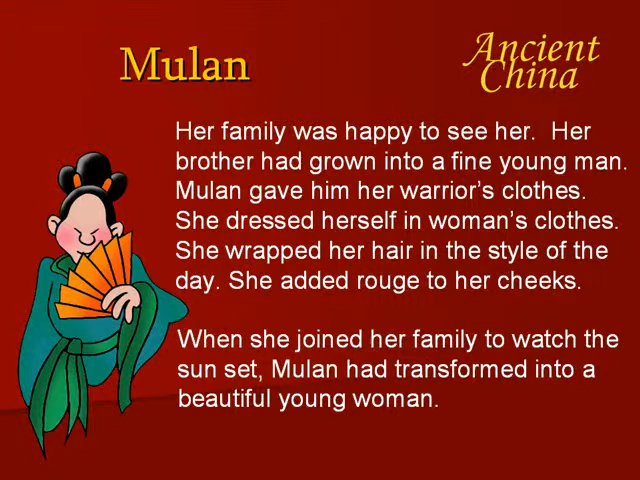 Mulan
Ancient
China
Her family was happy to see her.  Her
brother had grown into a fine young man.
Mulan gave him her warrior’s clothes.
She dressed herself in woman’s clothes.
She wrapped her hair in the style of the
day. She added rouge to her cheeks.
When she joined her family to watch the
sun set, Mulan had transformed into a
beautiful young woman.